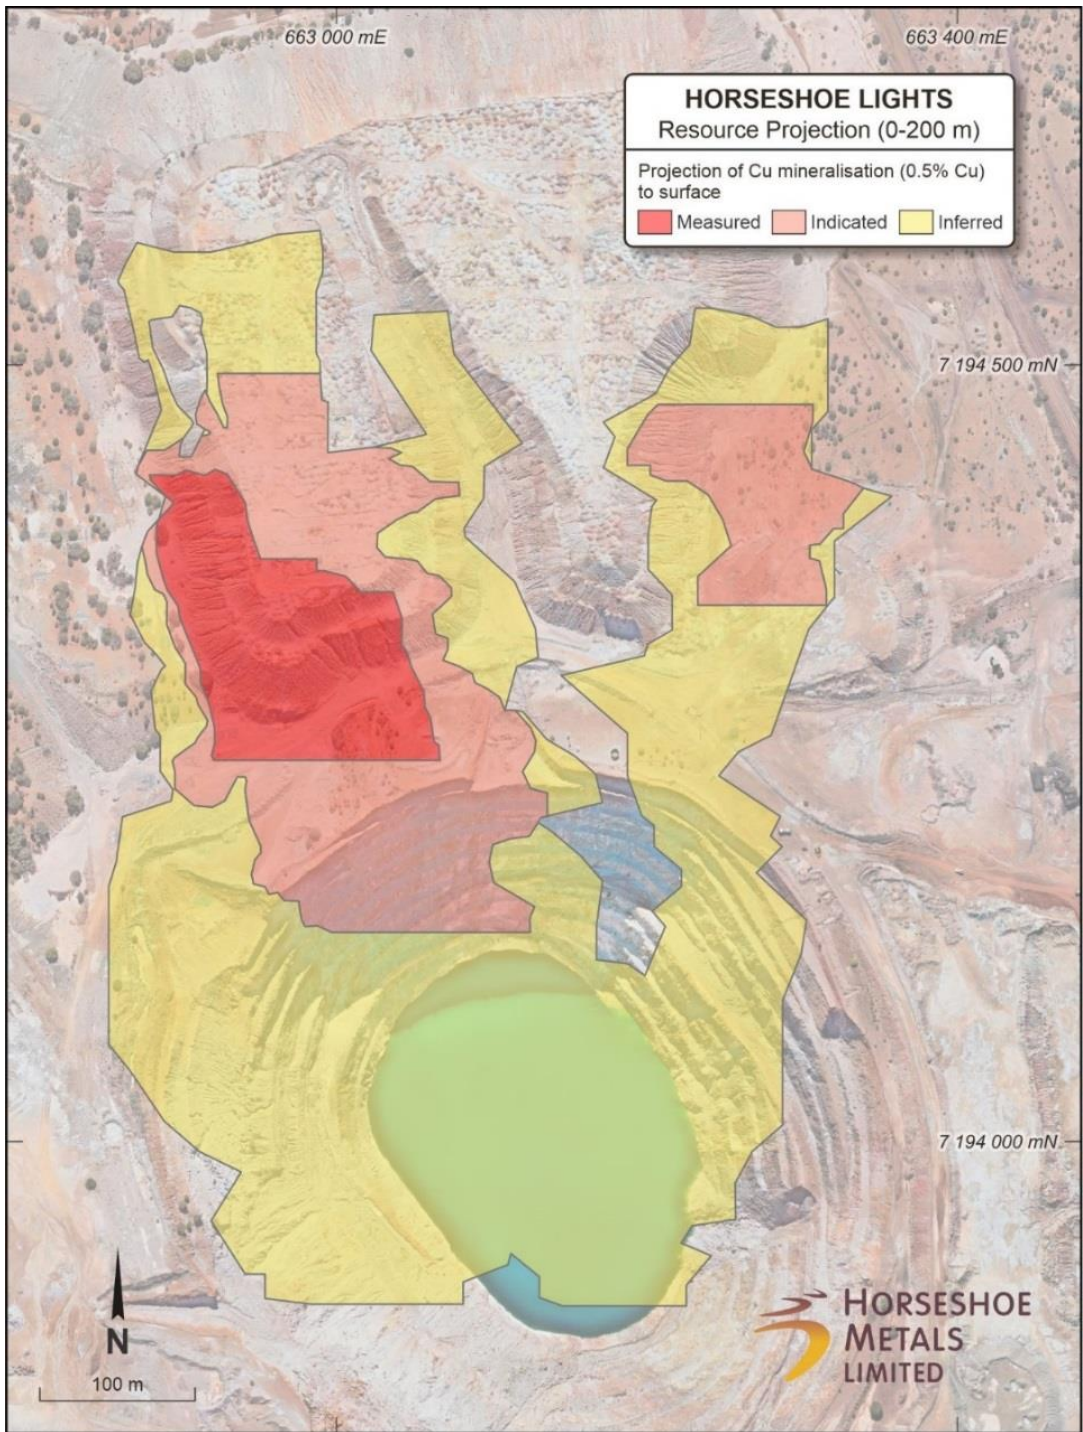 663 000 mE
663 400 mE
HORSESHOE LIGHTS
Resource Projection (0-200 m)
Projection of Cu mineralisation (0.5% Cu)
to surface
Measured
Indicated
Inferred
7 194 500 mN
7 194 000 mN
N
100 m
HORSESHOE
METALS
LIMITED